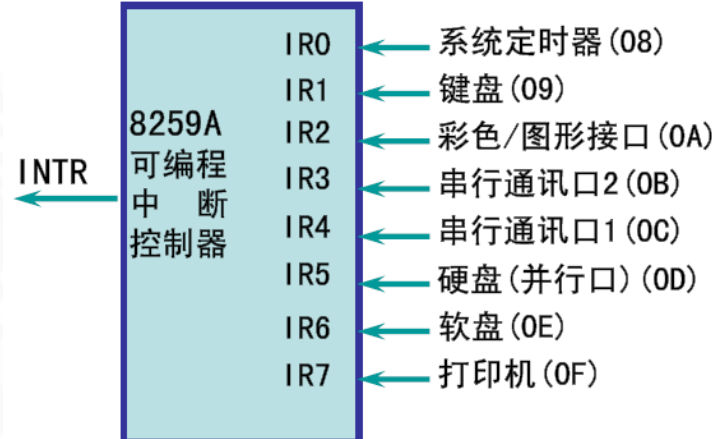 IR0 系统定时器(08)
IR1 键盘(09)
8259A
IR2 彩色/图形接口(0A)
可编程
INTR
IR3 串行通讯口2(0B)
中 断
IR4 串行通讯口1(0C)
控制器
IR5 硬盘(并行口)(0D)
IR6 软盘(0E)
IR7 打印机(0F)